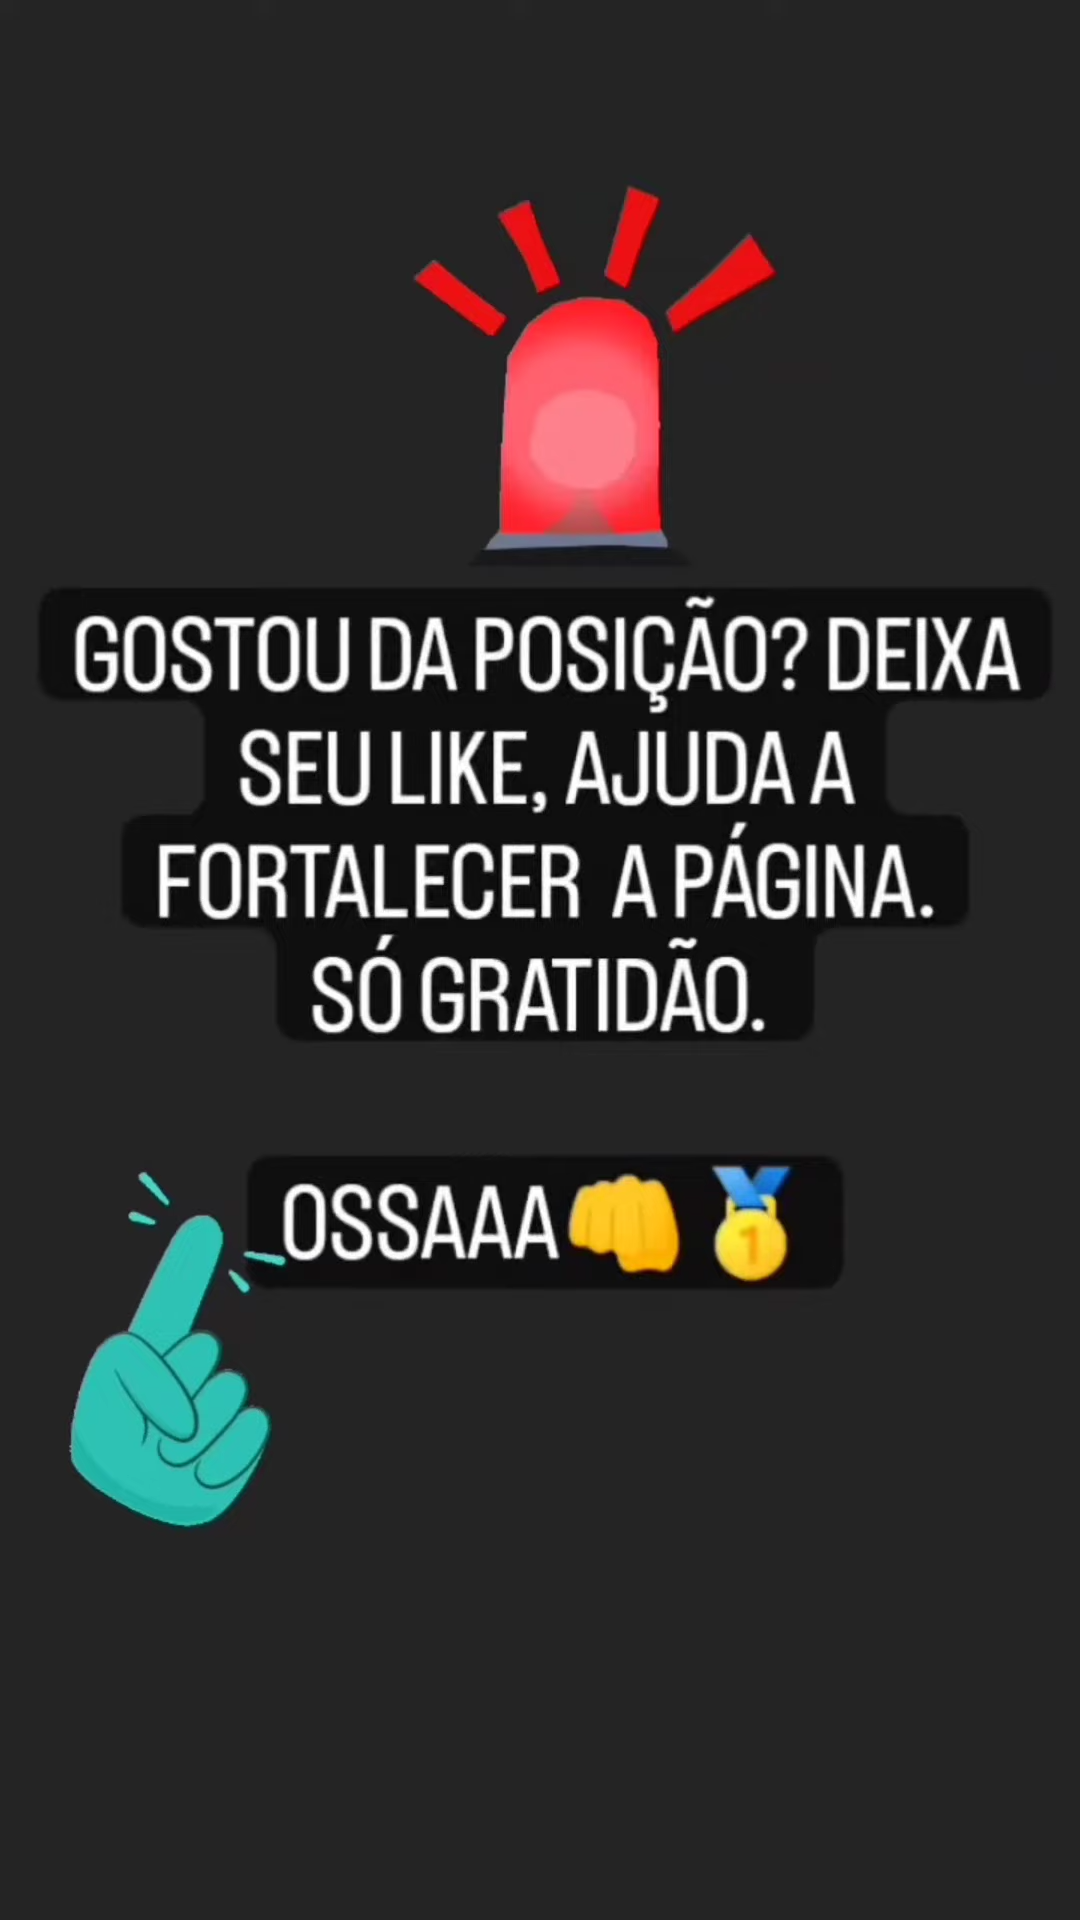 GOSTOU DA POSIÇÃO? DEIXA
SEU LIKE, AJUDA A
FORTALECER A PÁGINA.
SÓ GRATIDÃO.
OSSAAA👊🥇